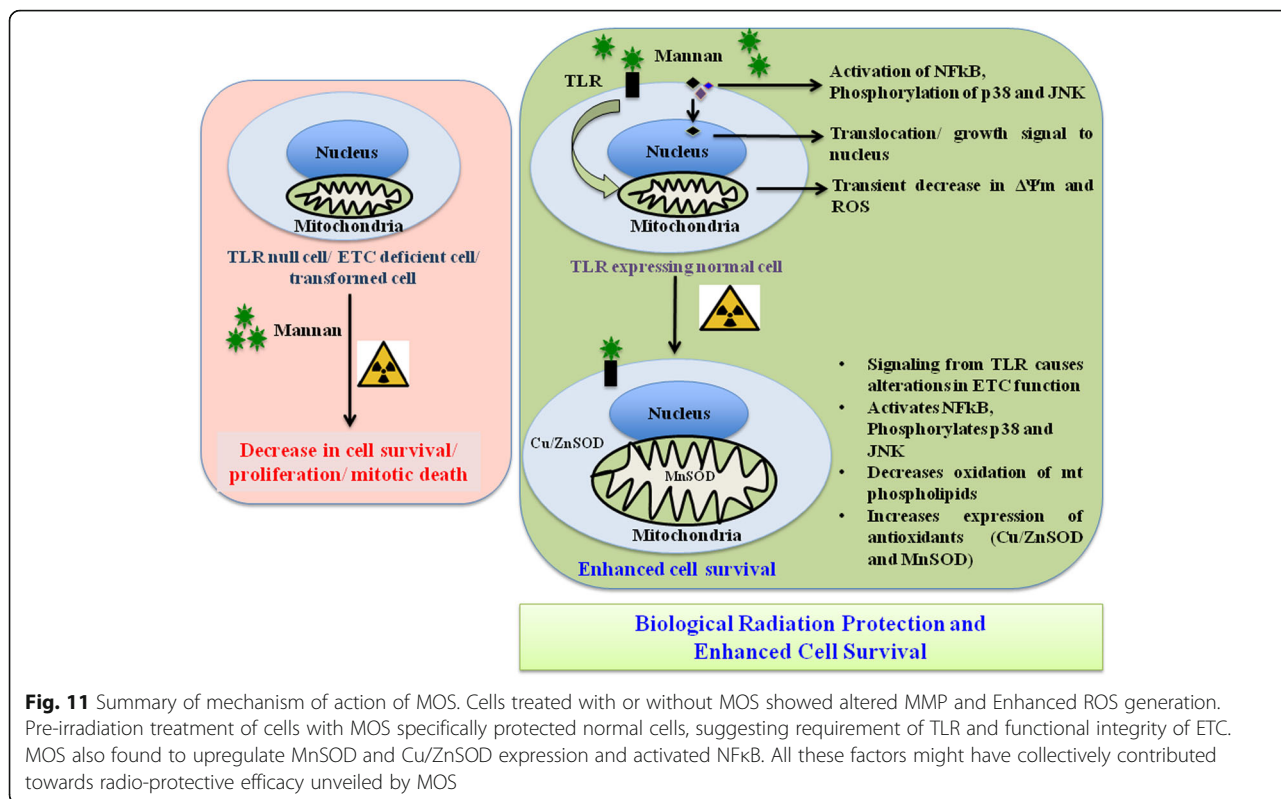 Nucleus
Mitochondria
TLR null cell/ ETC deficient cell/
transformed cell
Mannan
Decrease in cell survival/
proliferation/ mitotic death
Mannan
TLR
Nucleus
Mitochondria
TLR expressing normal cell
Activation of NFkB,
Phosphorylation of p38 and JNK
Translocation/ growth signal to
nucleus
Transient decrease in ΔΨm and
ROS
Nucleus
Cu/ZnSOD
MnSOD
Mitochondria
Enhanced cell survival
• Signaling from TLR causes
alterations in ETC function
• Activates NFkB,
Phosphorylates p38 and
JNK
• Decreases oxidation of mt
phospholipids
• Increases expression of
antioxidants (Cu/ZnSOD
and MnSOD)
Biological Radiation Protection and
Enhanced Cell Survival
Fig. 11 Summary of mechanism of action of MOS. Cells treated with or without MOS showed altered MMP and Enhanced ROS generation.
Pre-irradiation treatment of cells with MOS specifically protected normal cells, suggesting requirement of TLR and functional integrity of ETC.
MOS also found to upregulate MnSOD and Cu/ZnSOD expression and activated NFκB. All these factors might have collectively contributed
towards radio-protective efficacy unveiled by MOS